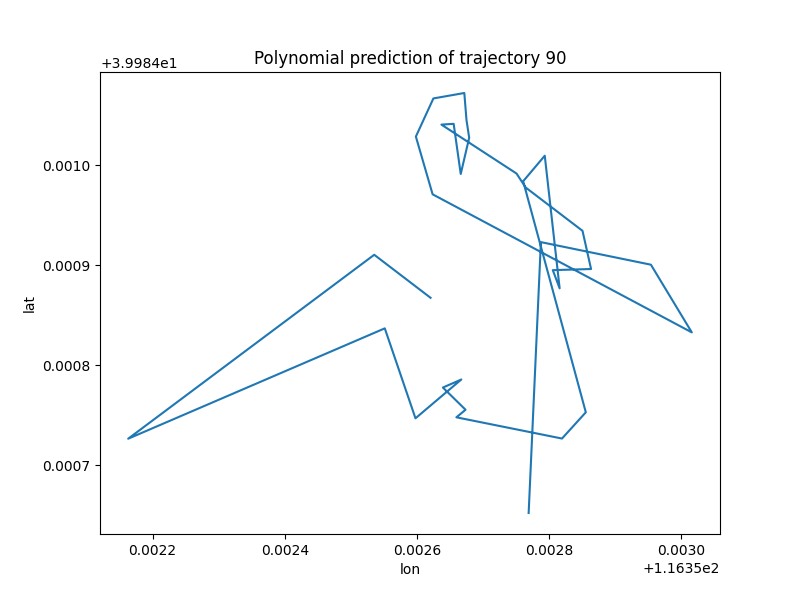 Polynomial prediction of trajectory 90
+3.9984e1
0.0010
0.0009
0.0008
0.0007
lat
0.0022 0.0024 0.0026 0.0028 0.0030
lon
+1.1635e2